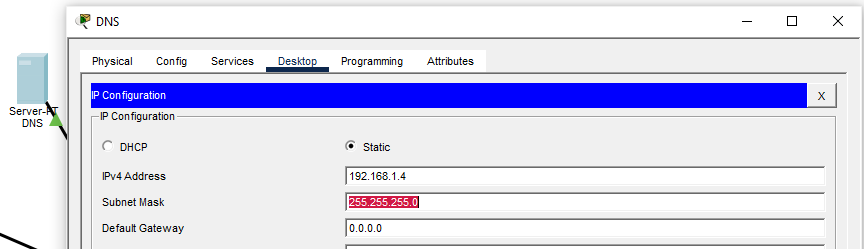 DNS
Physical Config Services Desktop Programming Attributes
Server-PT
DNS
IP Configuration X
IP Configuration
DHCP Static
IPv4 Address 192.168.1.4
Subnet Mask 255.255.255.0
Default Gateway 0.0.0.0